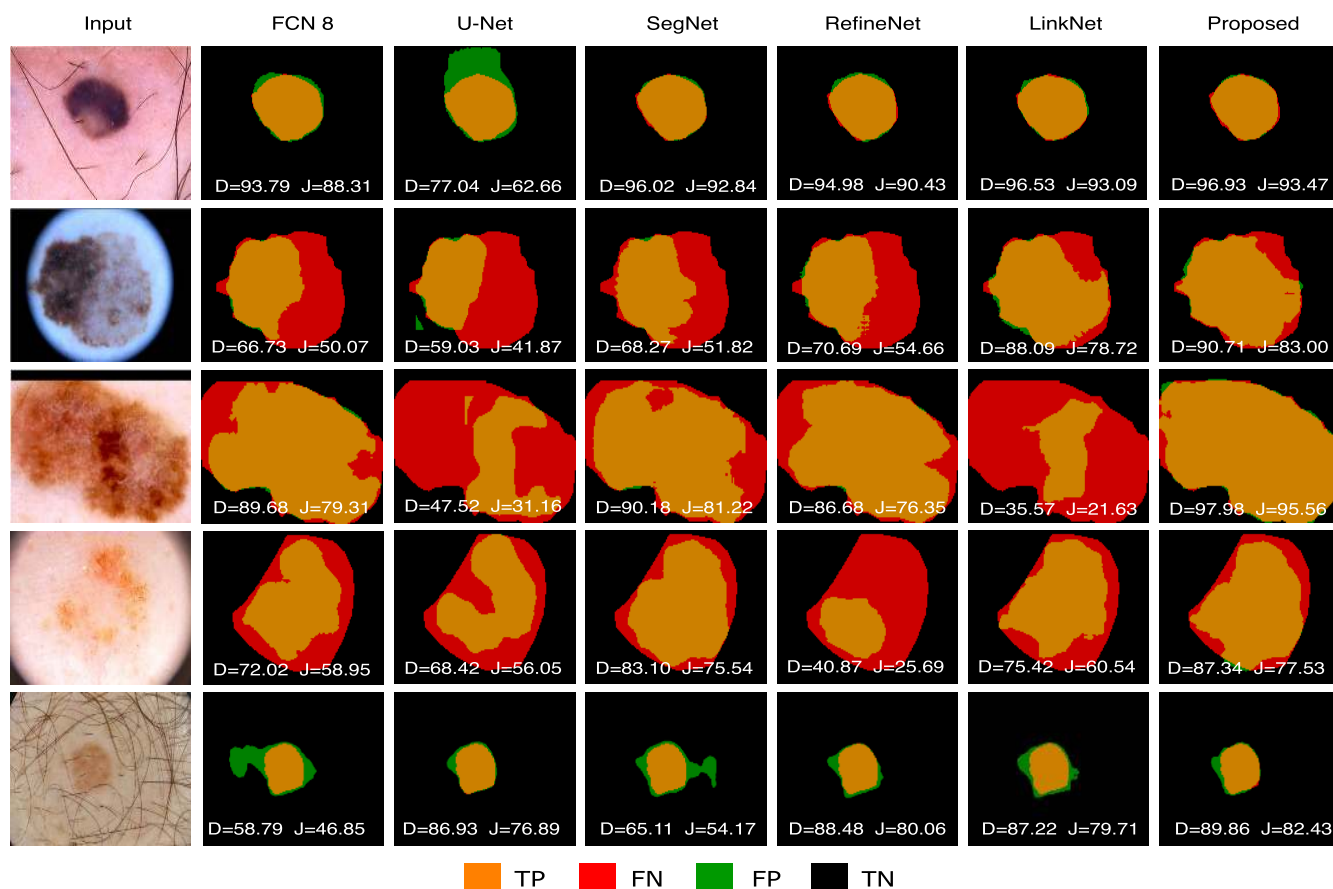 Input FCN 8 U-Net SegNet RefineNet LinkNet Proposed
D=93.79 J=88.31 D=77.04 J=62.66 D=96.02 J=92.84 D=94.98 J=90.43 D=96.53 J=93.09 D=96.93 J=93.47
D=66.73 J=50.07 D=59.03 J=41.87 D=68.27 J=51.82 D=70.69 J=54.66 D=88.09 J=78.72 D=90.71 J=83.00
D=89.68 J=79.31 D=47.52 J=31.16 D=90.18 J=81.22 D=86.68 J=76.35 D=35.57 J=21.63 D=97.98 J=95.56
D=72.02 J=58.95 D=68.42 J=56.05 D=83.10 J=75.54 D=40.87 J=25.69 D=75.42 J=60.54 D=87.34 J=77.53
D=58.79 J=46.85 D=86.93 J=76.89 D=65.11 J=54.17 D=88.48 J=80.06 D=87.22 J=79.71 D=89.86 J=82.43
TP FN FP TN